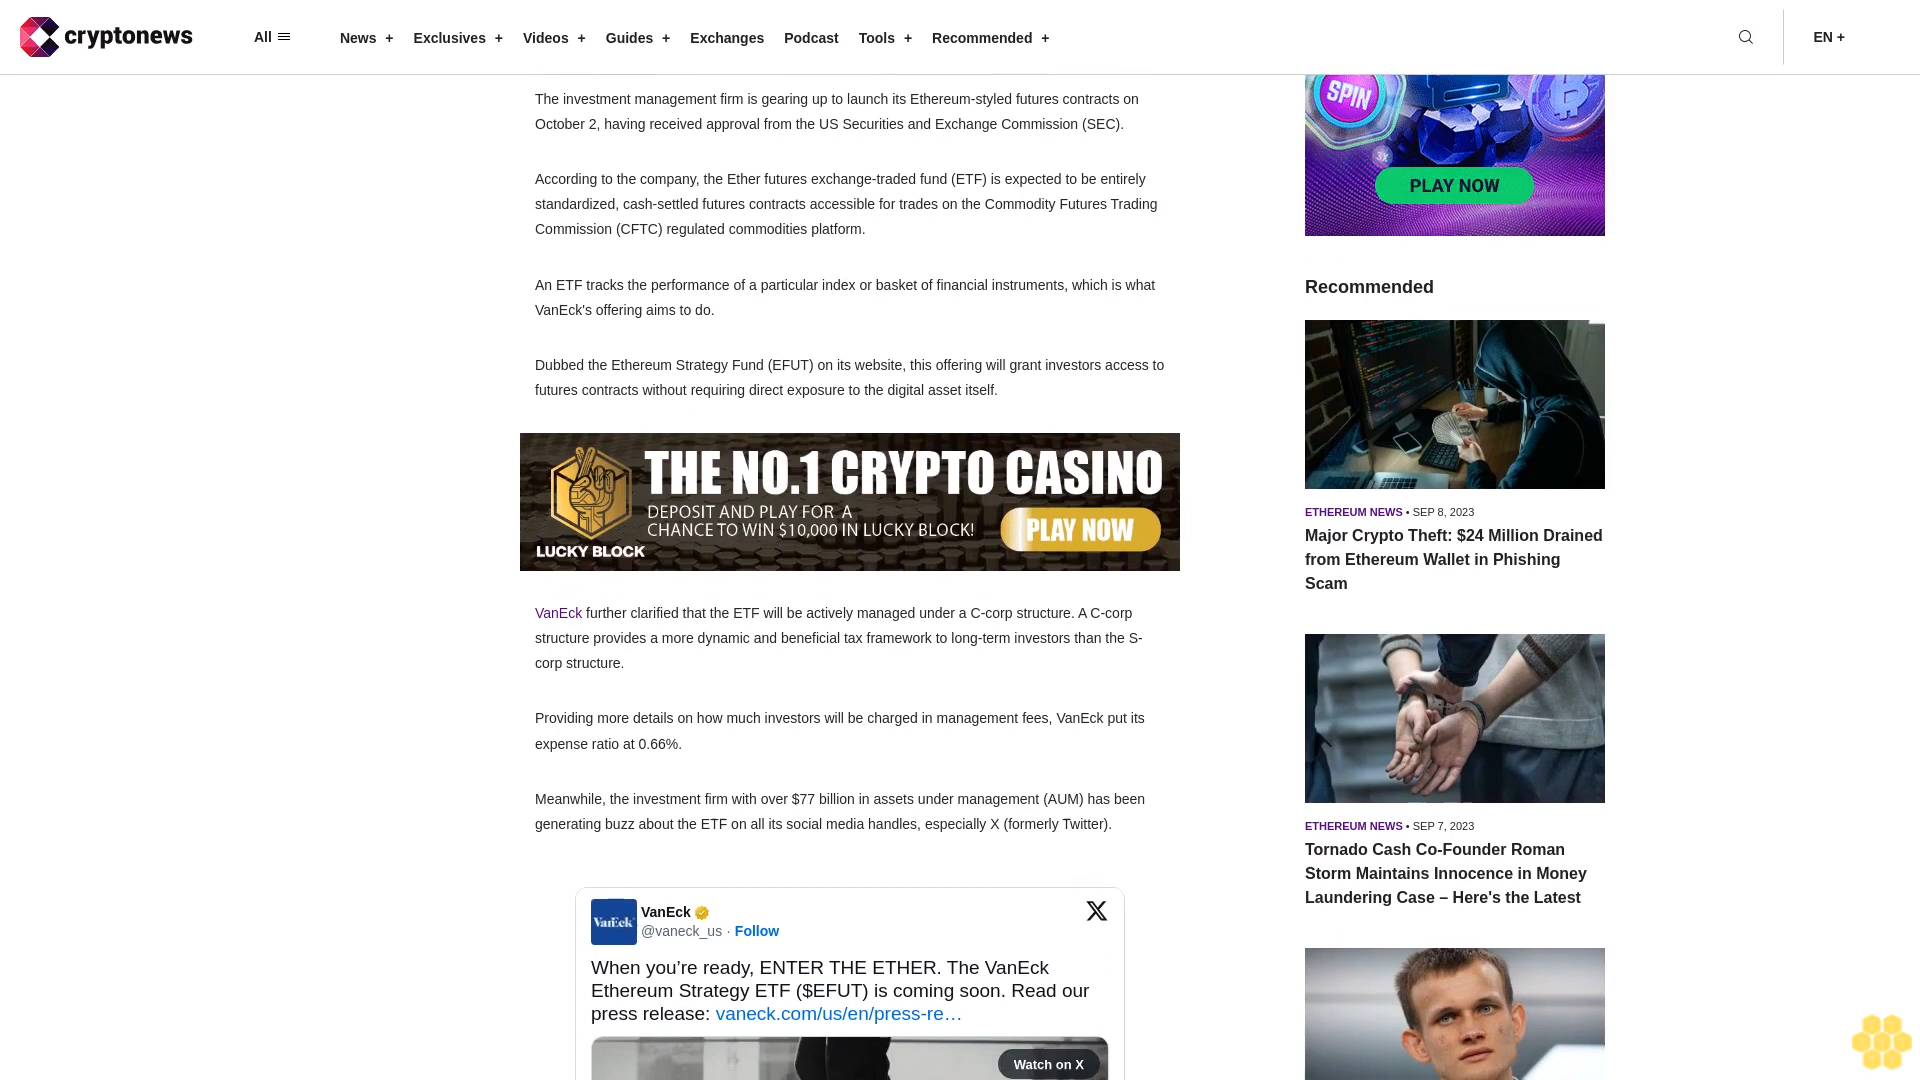 cryptonews
All
News +
Exclusives +
Videos +
Guides +
Exchanges
Podcast
Tools +
Recommended +
EN +
The investment management firm is gearing up to launch its Ethereum-styled futures contracts on
October 2, having received approval from the US Securities and Exchange Commission (SEC).
According to the company, the Ether futures exchange-traded fund (ETF) is expected to be entirely
standardized, cash-settled futures contracts accessible for trades on the Commodity Futures Trading
Commission (CFTC) regulated commodities platform.
An ETF tracks the performance of a particular index or basket of financial instruments, which is what
VanEck's offering aims to do.
Dubbed the Ethereum Strategy Fund (EFUT) on its website, this offering will grant investors access to
futures contracts without requiring direct exposure to the digital asset itself.
THE NO.1 CRYPTO CASINO
DEPOSIT AND PLAY FOR A
CHANCE TO WIN $10,000 IN LUCKY BLOCK!
PLAY NOW
LUCKY BLOCK
VanEck further clarified that the ETF will be actively managed under a C-corp structure. A C-corp
structure provides a more dynamic and beneficial tax framework to long-term investors than the S-
corp structure.
Providing more details on how much investors will be charged in management fees, VanEck put its
expense ratio at 0.66%.
Meanwhile, the investment firm with over $77 billion in assets under management (AUM) has been
generating buzz about the ETF on all its social media handles, especially X (formerly Twitter).
VanEck
VanEck
@vaneck_us · Follow
When you’re ready, ENTER THE ETHER. The VanEck
Ethereum Strategy ETF ($EFUT) is coming soon. Read our
press release: vaneck.com/us/en/press-re…
Watch on X
SPIN
3X
PLAY NOW
Recommended
ETHEREUM NEWS • SEP 8, 2023
Major Crypto Theft: $24 Million Drained
from Ethereum Wallet in Phishing
Scam
ETHEREUM NEWS • SEP 7, 2023
Tornado Cash Co-Founder Roman
Storm Maintains Innocence in Money
Laundering Case – Here's the Latest